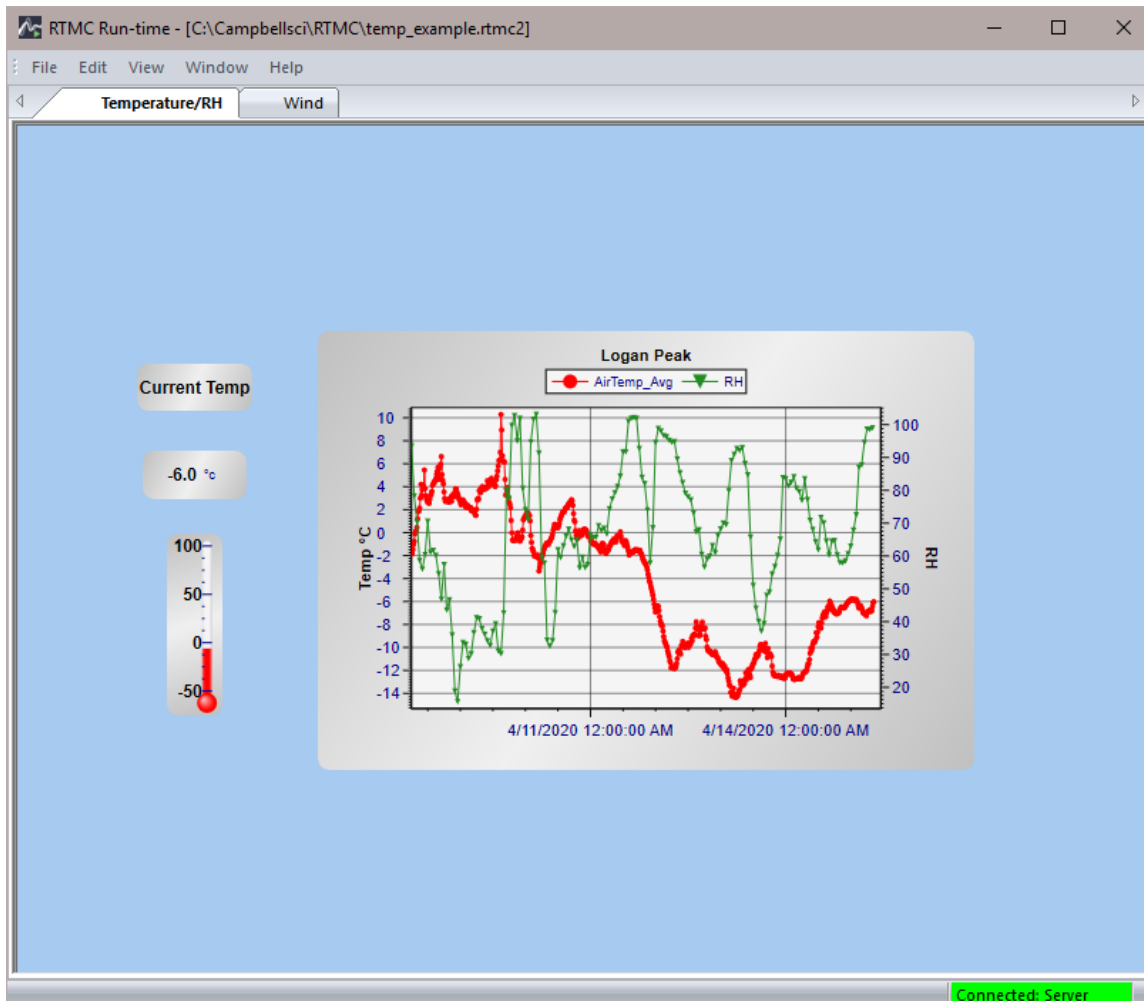 RTMC Run-time - [C:\Campbellsci\RTMC\temp_example.rtmc2]
File Edit View Window Help
Temperature/RH Wind
Current Temp
-6.0 °c
100
50
0
-50
Logan Peak
AirTemp_Avg RH
Temp °C
10
8
6
4
2
0
-2
-4
-6
-8
-10
-12
-14
100
90
80
70
60
50
40
30
20
RH
4/11/2020 12:00:00 AM 4/14/2020 12:00:00 AM
Connected: Server